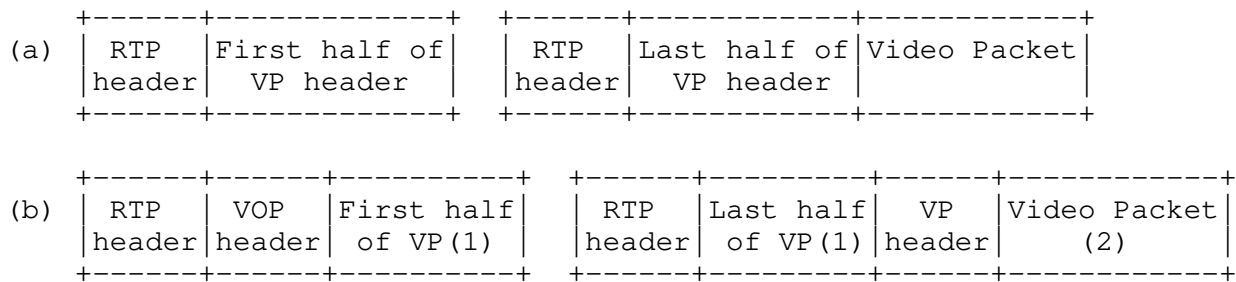 +------+-------------+  +------+------------+------------+
(a) | RTP  |First half of|  | RTP  |Last half of|Video Packet|
|header|  VP header  |  |header|  VP header |            |
+------+-------------+  +------+------------+------------+
+------+------+----------+  +------+---------+------+------------+
(b) | RTP  | VOP  |First half|  | RTP  |Last half|  VP  |Video Packet|
|header|header| of VP(1) |  |header| of VP(1)|header|    (2)     |
+------+------+----------+  +------+---------+------+------------+